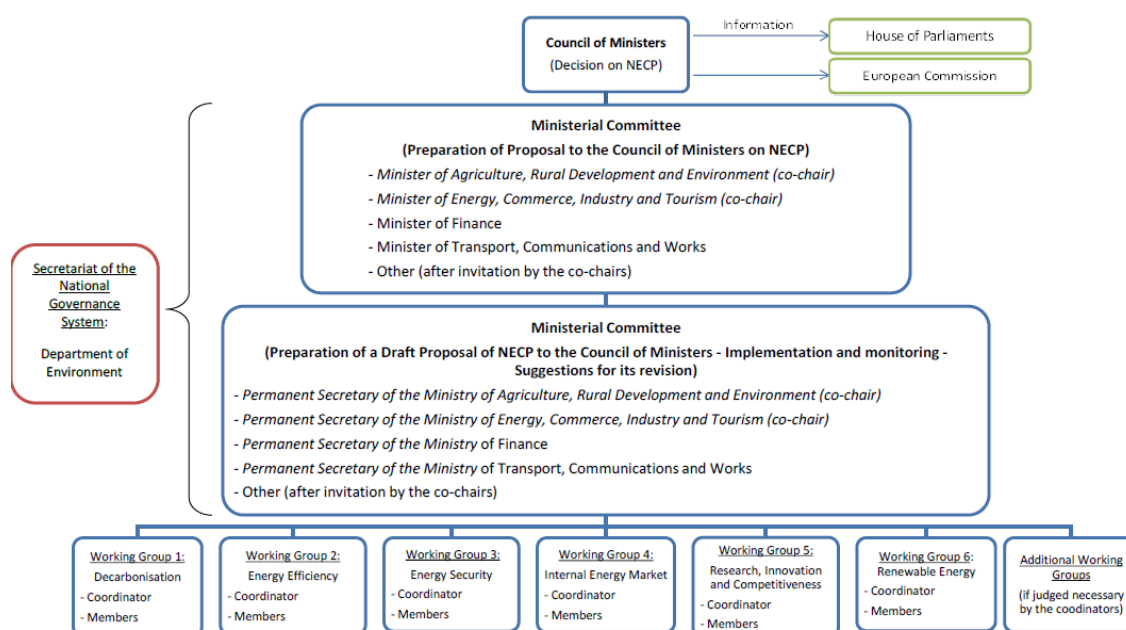 Council of Ministers
(Decision on NECP)
Information
House of Parliaments
European Commission
Ministerial Committee
(Preparation of Proposal to the Council of Ministers on NECP)
- Minister of Agriculture, Rural Development and Environment (co-chair)
- Minister of Energy, Commerce, Industry and Tourism (co-chair)
- Minister of Finance
- Minister of Transport, Communications and Works
- Other (after invitation by the co-chairs)
Secretariat of the
National
Governance
System:
Department of
Environment
Ministerial Committee
(Preparation of a Draft Proposal of NECP to the Council of Ministers - Implementation and monitoring -
Suggestions for its revision)
- Permanent Secretary of the Ministry of Agriculture, Rural Development and Environment (co-chair)
- Permanent Secretary of the Ministry of Energy, Commerce, Industry and Tourism (co-chair)
- Permanent Secretary of the Ministry of Finance
- Permanent Secretary of the Ministry of Transport, Communications and Works
- Other (after invitation by the co-chairs)
Working Group 1:
Decarbonisation
- Coordinator
- Members
Working Group 2:
Energy Efficiency
- Coordinator
- Members
Working Group 3:
Energy Security
- Coordinator
- Members
Working Group 4:
Internal Energy Market
- Coordinator
- Members
Working Group 5:
Research, Innovation
and Competitiveness
- Coordinator
- Members
Working Group 6:
Renewable Energy
- Coordinator
- Members
Additional Working
Groups
(if judged necessary
by the coodinators)